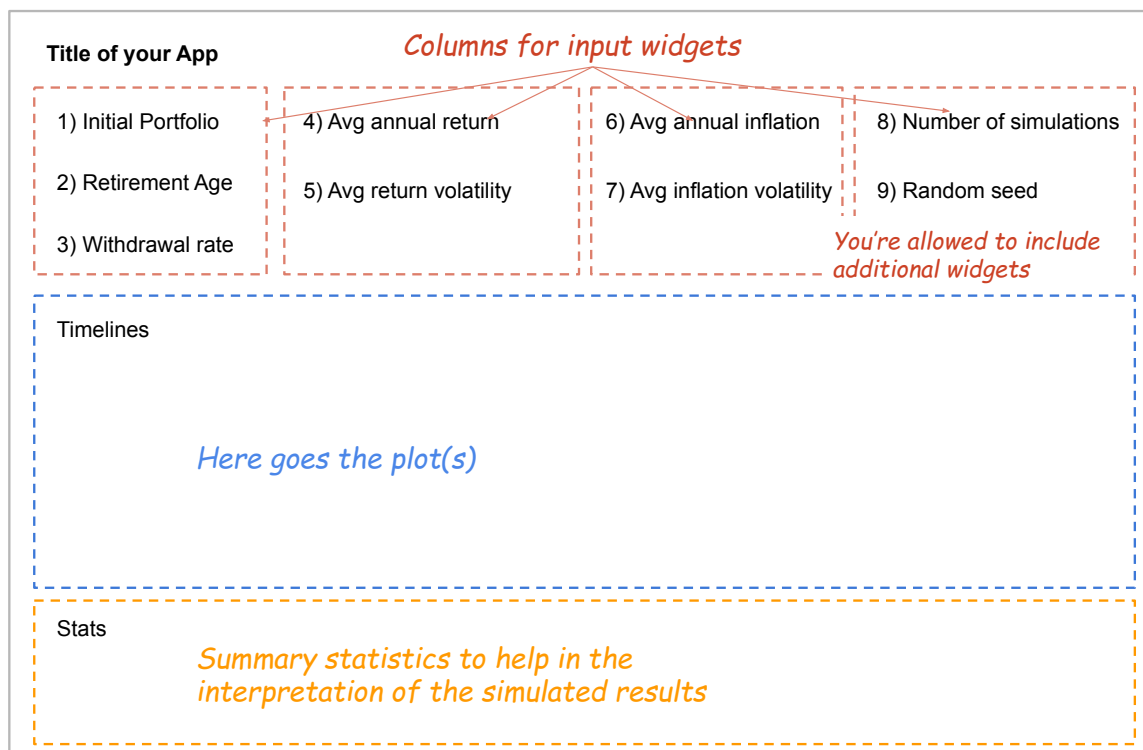 Columns for input widgets
Title of your App
1) Initial Portfolio
2) Retirement Age
3) Withdrawal rate
4) Avg annual return
5) Avg return volatility
6) Avg annual inflation
7) Avg inflation volatility
8) Number of simulations
9) Random seed
You're allowed to include
additional widgets
Timelines
Here goes the plot(s)
Stats
Summary statistics to help in the
interpretation of the simulated results